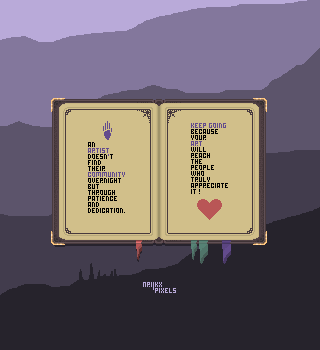 AN
ARTIST
DOESN'T
FIND
THEIR
COMMUNITY
OVERNIGHT
BUT
THROUGH
PATIENCE
AND
DEDICATION.
KEEP GOING
BECAUSE
YOUR
ART
WILL
REACH
THE
PEOPLE
WHO
TRULY
APPRECIATE
IT!
PIXELS